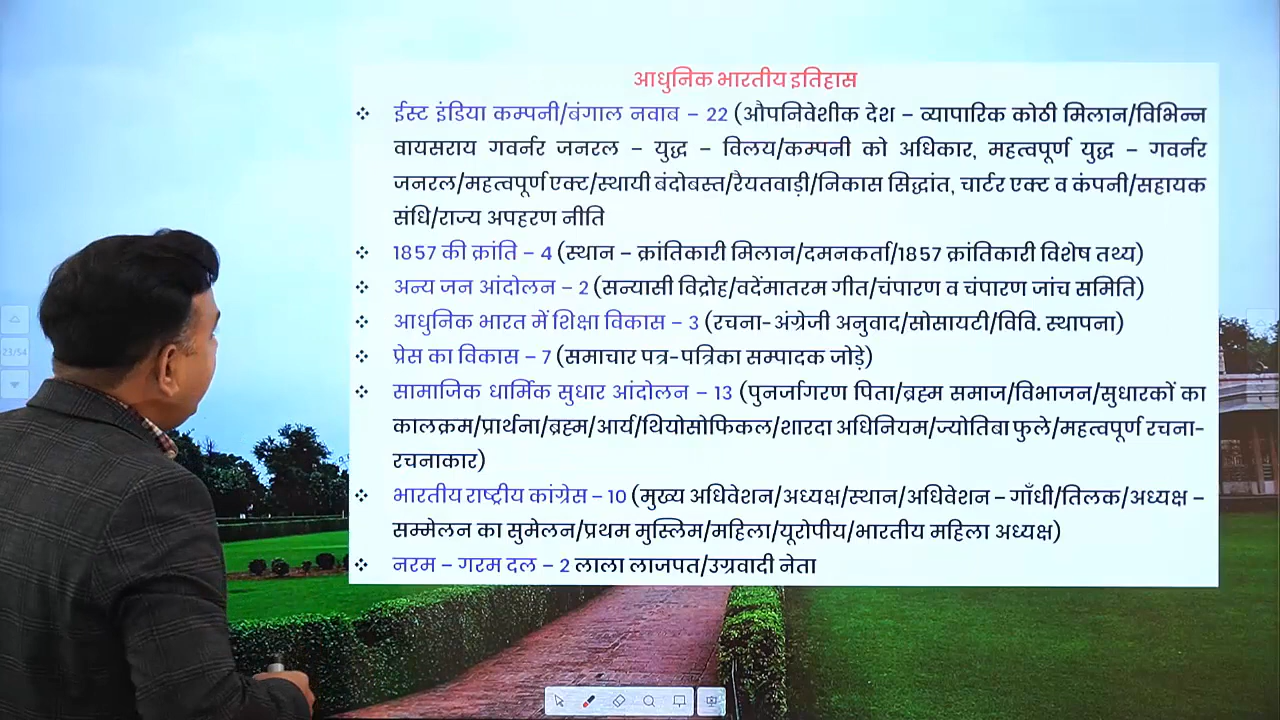 आधुनिक भारतीय इतिहास
❖ ईस्ट इंडिया कम्पनी/बंगाल नवाब – 22 (औपनिवेशीक देश – व्यापारिक कोठी मिलान/विभिन्न
वायसराय गवर्नर जनरल – युद्ध – विलय/कम्पनी को अधिकार, महत्वपूर्ण युद्ध – गवर्नर
जनरल/महत्वपूर्ण एक्ट/स्थायी बंदोबस्त/रैयतवाड़ी/निकास सिद्धांत, चार्टर एक्ट व कंपनी/सहायक
संधि/राज्य अपहरण नीति
❖ 1857 की क्रांति – 4 (स्थान – क्रांतिकारी मिलान/दमनकर्ता/1857 क्रांतिकारी विशेष तथ्य)
❖ अन्य जन आंदोलन – 2 (सन्यासी विद्रोह/वदेंमातरम गीत/चंपारण व चंपारण जांच समिति)
❖ आधुनिक भारत में शिक्षा विकास – 3 (रचना-अंग्रेजी अनुवाद/सोसायटी/विवि. स्थापना)
❖ प्रेस का विकास – 7 (समाचार पत्र-पत्रिका सम्पादक जोड़े)
❖ सामाजिक धार्मिक सुधार आंदोलन – 13 (पुनर्जागरण पिता/ब्रह्म समाज/विभाजन/सुधारकों का
कालक्रम/प्रार्थना/ब्रह्म/आर्य/थियोसोफिकल/शारदा अधिनियम/ज्योतिबा फुले/महत्वपूर्ण रचना-
रचनाकार)
❖ भारतीय राष्ट्रीय कांग्रेस – 10 (मुख्य अधिवेशन/अध्यक्ष/स्थान/अधिवेशन – गाँधी/तिलक/अध्यक्ष –
सम्मेलन का सुमेलन/प्रथम मुस्लिम/महिला/यूरोपीय/भारतीय महिला अध्यक्ष)
❖ नरम – गरम दल – 2 लाला लाजपत/उग्रवादी नेता
23/54